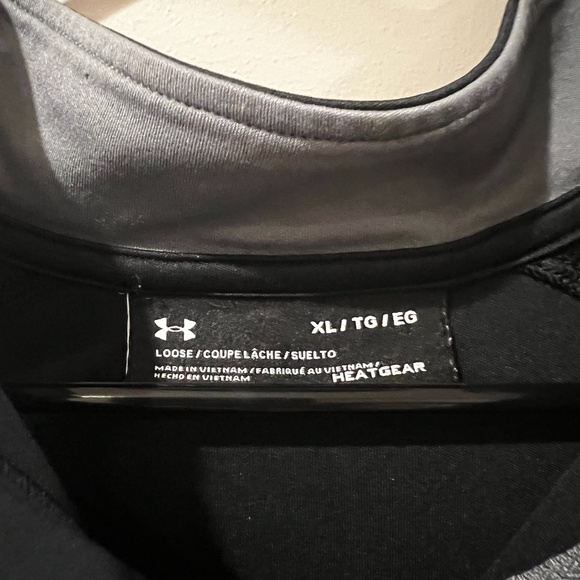 XL / TG / EG
LOOSE / COUPE LÂCHE / SUELTO
MADE IN VIETNAM / FABRIQUÉ AU VIETNAM /
HECHO EN VIETNAM
HEATGEAR